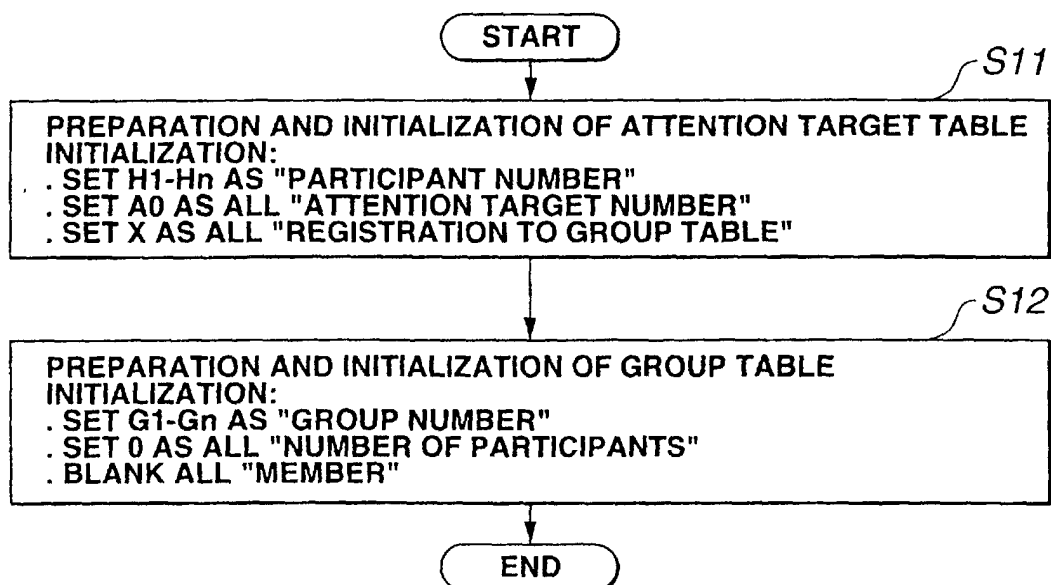 START
S11
PREPARATION AND INITIALIZATION OF ATTENTION TARGET TABLE
INITIALIZATION:
. SET H1-Hn AS "PARTICIPANT NUMBER"
. SET A0 AS ALL "ATTENTION TARGET NUMBER"
. SET X AS ALL "REGISTRATION TO GROUP TABLE"
S12
PREPARATION AND INITIALIZATION OF GROUP TABLE
INITIALIZATION:
. SET G1-Gn AS "GROUP NUMBER"
. SET 0 AS ALL "NUMBER OF PARTICIPANTS"
. BLANK ALL "MEMBER"
END